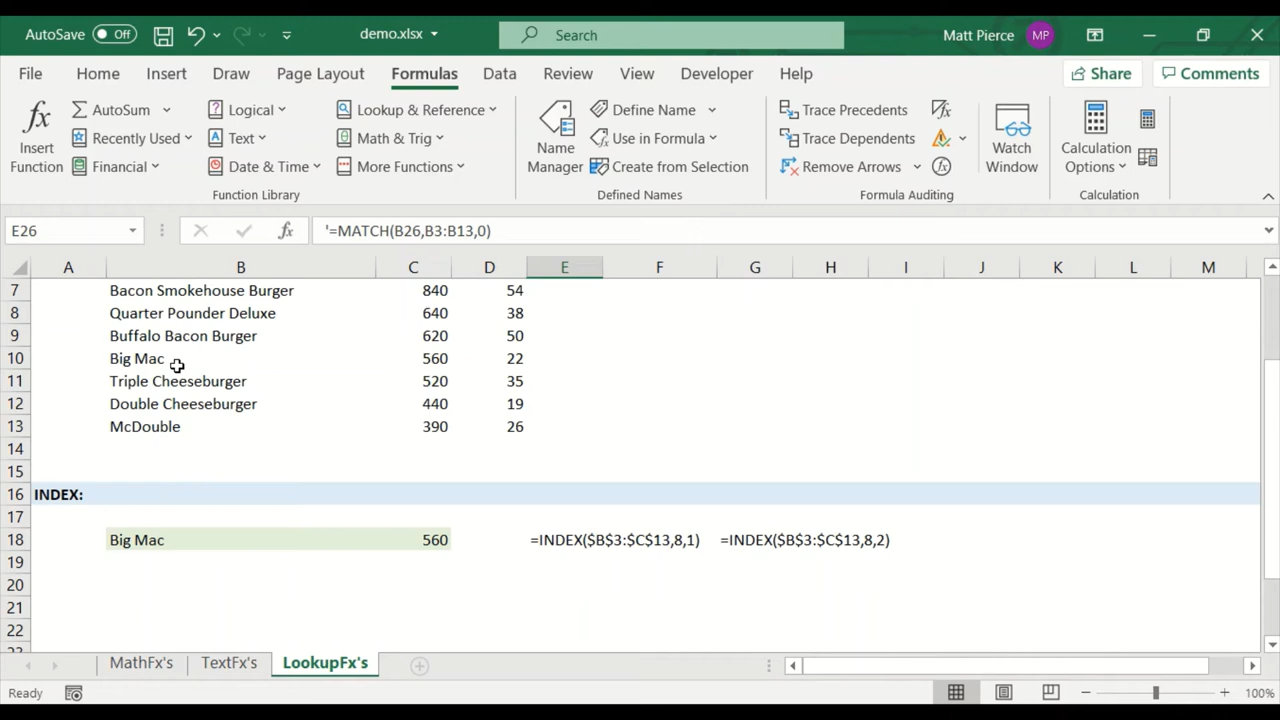 AutoSave Off demo.xlsx Search Matt Pierce MP
File Home Insert Draw Page Layout Formulas Data Review View Developer Help Share Comments
fx Insert Function
AutoSum Logical Lookup & Reference
Recently Used Text Math & Trig
Financial Date & Time More Functions
Function Library
Name Manager
Define Name
Use in Formula
Create from Selection
Defined Names
Trace Precedents
Trace Dependents
Remove Arrows
Watch Window
Formula Auditing
Calculation Options
Calculation
E26 fx '=MATCH(B26,B3:B13,0)
A B C D E F G H I J K L M
7 Bacon Smokehouse Burger 840 54
8 Quarter Pounder Deluxe 640 38
9 Buffalo Bacon Burger 620 50
10 Big Mac 560 22
11 Triple Cheeseburger 520 35
12 Double Cheeseburger 440 19
13 McDouble 390 26
14
15
16 INDEX:
17
18 Big Mac 560 =INDEX($B$3:$C$13,8,1) =INDEX($B$3:$C$13,8,2)
19
20
21
22
MathFx's TextFx's LookupFx's
Ready 100%